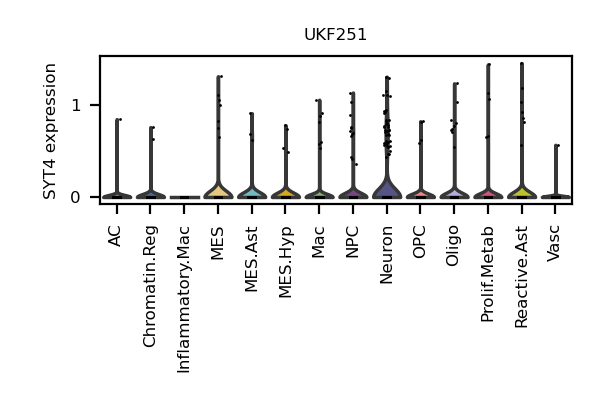 UKF251
SYT4 expression
1
0
AC
Chromatin.Reg
Inflammatory.Mac
MES
MES.Ast
MES.Hyp
Mac
NPC
Neuron
OPC
Oligo
Prolif.Metab
Reactive.Ast
Vasc